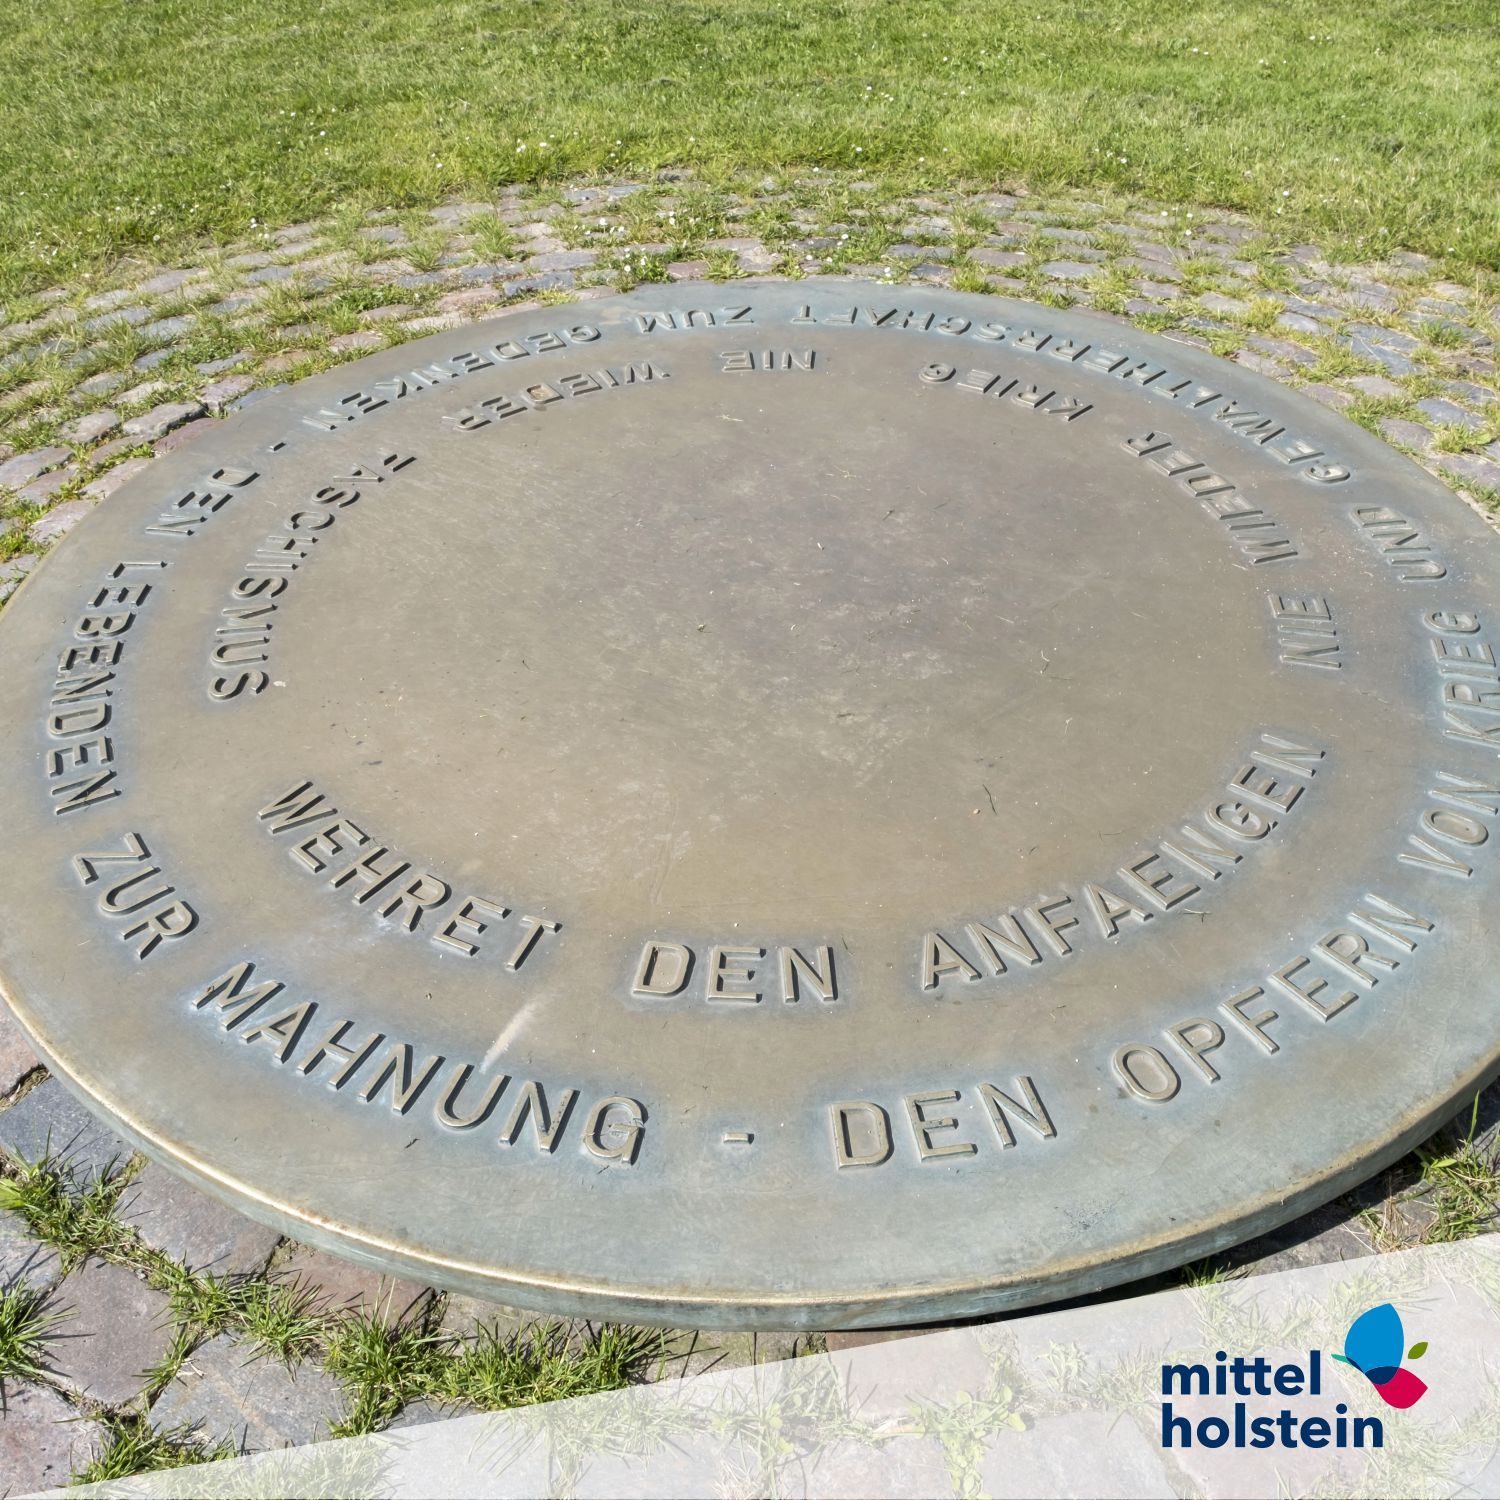 DEN OPFERN VON KRIEG UND GEWALTHERRSCHAFT ZUM GEDENKEN - DEN LEBENDEN ZUR MAHNUNG -
WEHRET DEN ANFAENGEN NIE WIEDER KRIEG NIE WIEDER FASCHISMUS
mittel
holstein